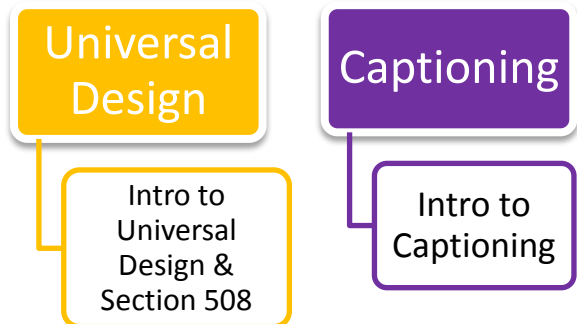 Universal
Design
Intro to
Universal
Design &
Section 508
Captioning
Intro to
Captioning